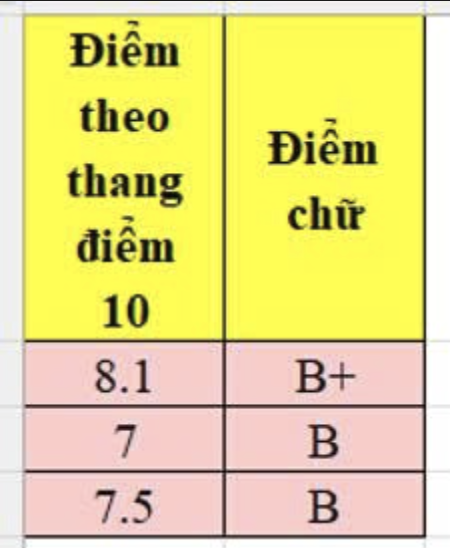 Điểm
theo
thang
điểm
10
Điểm
chữ
8.1 B+
7 B
7.5 B